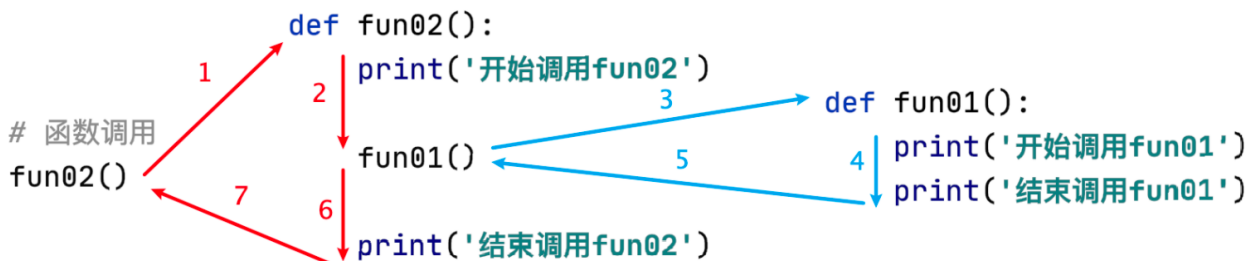 def fun02():
1
print('开始调用fun02')
2
3
def fun01():
# 函数调用
fun01()
5
4
print('开始调用fun01')
fun02()
print('结束调用fun01')
7
6
print('结束调用fun02')